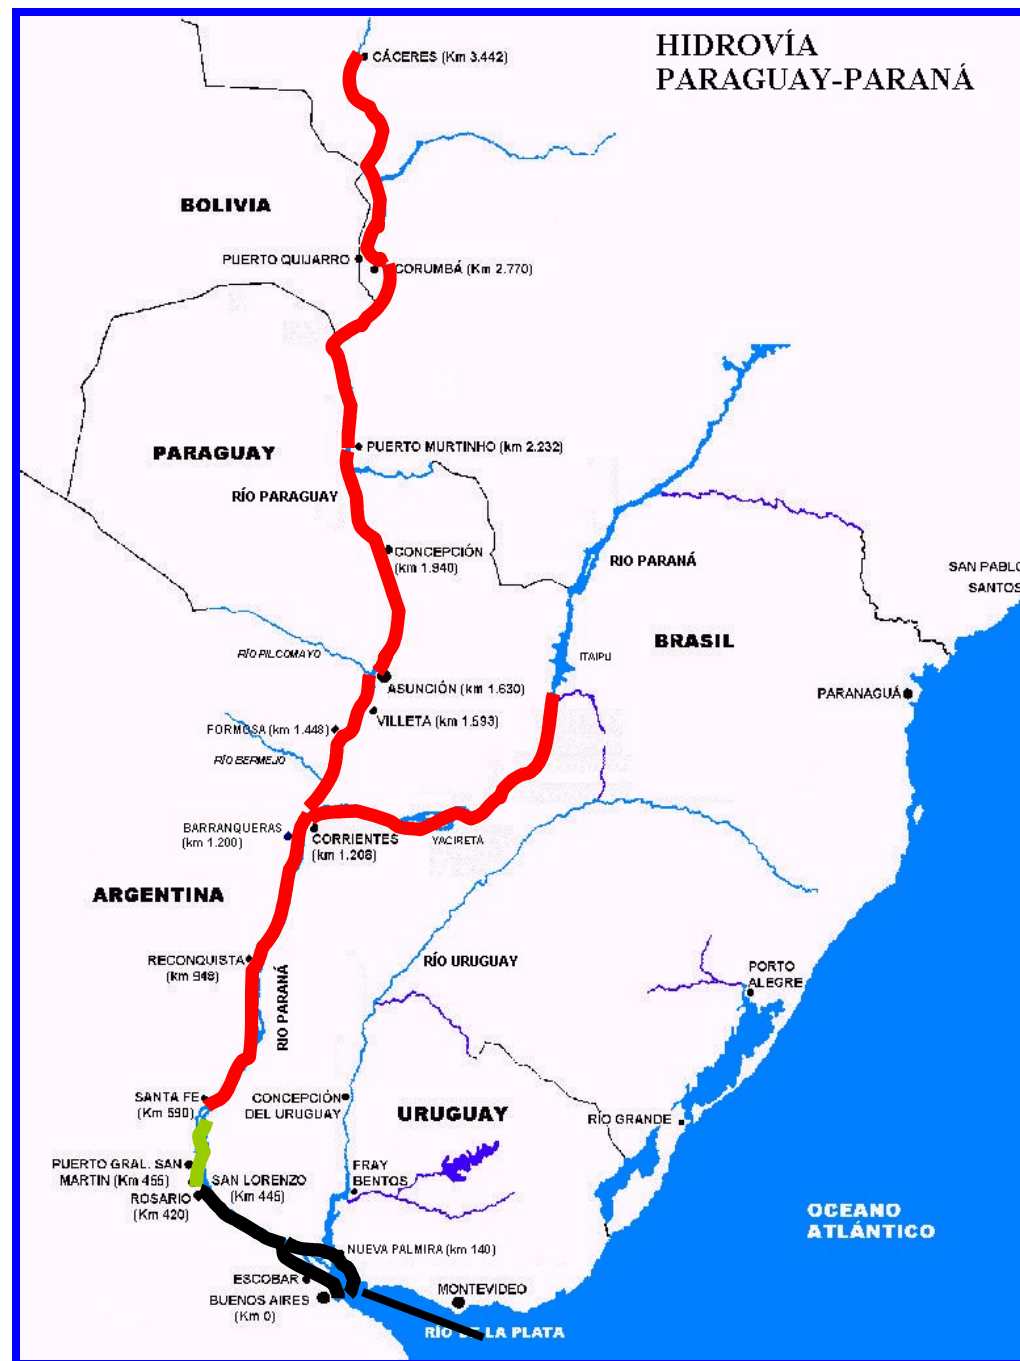 HIDROVÍA
PARAGUAY-PARANÁ
CÁCERES (Km 3.442)
BOLIVIA
PUERTO QUIJARRO
CORUMBÁ (Km 2.770)
PUERTO MURTINHO (km 2.232)
PARAGUAY
RÍO PARAGUAY
CONCEPCIÓN
(km 1.940)
RIO PARANÁ
SAN PABLO
SANTOS
BRASIL
RÍO PILCOMAYO
ITAIPU
ASUNCIÓN (km 1.630)
PARANAGUÁ
VILLETA (km 1.593)
FORMOSA (km 1.448)
RÍO BERMEJO
BARRANQUERAS
(km 1.200)
CORRIENTES
(km 1.208)
YACIRETA
ARGENTINA
RECONQUISTA
(km 948)
RIO PARANÁ
RÍO URUGUAY
PORTO
ALEGRE
SANTA FE
(Km 590)
CONCEPCIÓN
DEL URUGUAY
URUGUAY
RÍO GRANDE
PUERTO GRAL. SAN
MARTIN (Km 455)
SAN LORENZO
(Km 445)
ROSARIO
(Km 420)
FRAY
BENTOS
OCEANO
ATLÁNTICO
NUEVA PALMIRA (km 140)
ESCOBAR
BUENOS AIRES
(Km 0)
MONTEVIDEO
RÍO DE LA PLATA